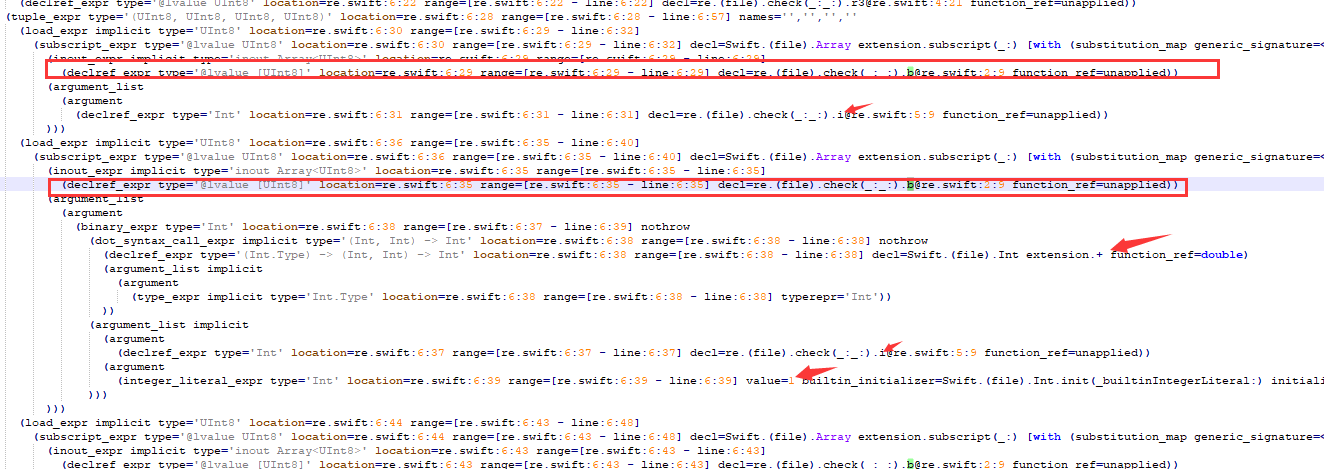 (declref_expr type='@lvalue UInt8' location=re.swift:6:22 range=[re.swift:6:22 - line:6:22] decl=re.(file).check(_:_:).r3@re.swift:4:21 function_ref=unapplied))
(tuple_expr type='(UInt8, UInt8, UInt8, UInt8)' location=re.swift:6:28 range=[re.swift:6:28 - line:6:57] names='','','',''
(load_expr implicit type='UInt8' location=re.swift:6:30 range=[re.swift:6:29 - line:6:32]
(subscript_expr type='@lvalue UInt8' location=re.swift:6:30 range=[re.swift:6:29 - line:6:32] decl=Swift.(file).Array extension.subscript(_:) [with (substitution_map generic_signature=<
(inout_expr implicit type='inout Array<UInt8>' location=re.swift:6:29 range=[re.swift:6:29 - line:6:29]
(declref_expr type='@lvalue [UInt8]' location=re.swift:6:29 range=[re.swift:6:29 - line:6:29] decl=re.(file).check(_:_:).b@re.swift:2:9 function_ref=unapplied))
(argument_list
(argument
(declref_expr type='Int' location=re.swift:6:31 range=[re.swift:6:31 - line:6:31] decl=re.(file).check(_:_:).i@re.swift:5:9 function_ref=unapplied))
)))
(load_expr implicit type='UInt8' location=re.swift:6:36 range=[re.swift:6:35 - line:6:40]
(subscript_expr type='@lvalue UInt8' location=re.swift:6:36 range=[re.swift:6:35 - line:6:40] decl=Swift.(file).Array extension.subscript(_:) [with (substitution_map generic_signature=<
(inout_expr implicit type='inout Array<UInt8>' location=re.swift:6:35 range=[re.swift:6:35 - line:6:35]
(declref_expr type='@lvalue [UInt8]' location=re.swift:6:35 range=[re.swift:6:35 - line:6:35] decl=re.(file).check(_:_:).b@re.swift:2:9 function_ref=unapplied))
(argument_list
(argument
(binary_expr type='Int' location=re.swift:6:38 range=[re.swift:6:37 - line:6:39] nothrow
(dot_syntax_call_expr implicit type='(Int, Int) -> Int' location=re.swift:6:38 range=[re.swift:6:38 - line:6:38] nothrow
(declref_expr type='(Int.Type) -> (Int, Int) -> Int' location=re.swift:6:38 range=[re.swift:6:38 - line:6:38] decl=Swift.(file).Int extension.+ function_ref=double)
(argument_list implicit
(argument
(type_expr implicit type='Int.Type' location=re.swift:6:38 range=[re.swift:6:38 - line:6:38] typerepr='Int'))
))
(argument_list implicit
(argument
(declref_expr type='Int' location=re.swift:6:37 range=[re.swift:6:37 - line:6:37] decl=re.(file).check(_:_:).i@re.swift:5:9 function_ref=unapplied))
(argument
(integer_literal_expr type='Int' location=re.swift:6:39 range=[re.swift:6:39 - line:6:39] value=1 builtin_initializer=Swift.(file).Int.init(_builtinIntegerLiteral:) initiali
)))
)))
(load_expr implicit type='UInt8' location=re.swift:6:44 range=[re.swift:6:43 - line:6:48]
(subscript_expr type='@lvalue UInt8' location=re.swift:6:44 range=[re.swift:6:43 - line:6:48] decl=Swift.(file).Array extension.subscript(_:) [with (substitution_map generic_signature=<
(inout_expr implicit type='inout Array<UInt8>' location=re.swift:6:43 range=[re.swift:6:43 - line:6:43]
(declref_expr type='@lvalue [UInt8]' location=re.swift:6:43 range=[re.swift:6:43 - line:6:43] decl=re.(file).check(_:_:).b@re.swift:2:9 function_ref=unapplied))